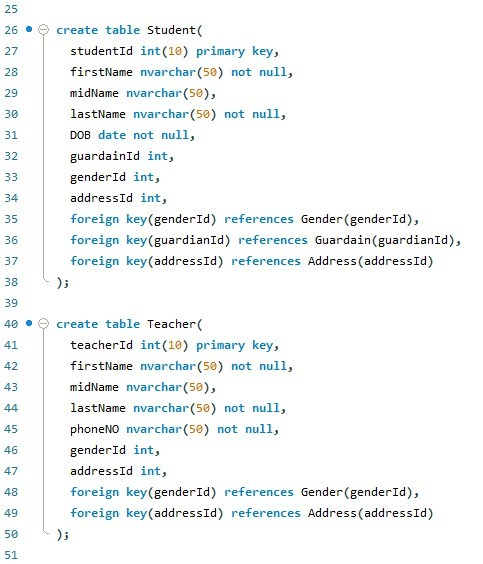 25
26 create table Student(
27 studentId int(10) primary key,
28 firstName nvarchar(50) not null,
29 midName nvarchar(50),
30 lastName nvarchar(50) not null,
31 DOB date not null,
32 guardainId int,
33 genderId int,
34 addressId int,
35 foreign key(genderId) references Gender(genderId),
36 foreign key(guardianId) references Guardain(guardianId),
37 foreign key(addressId) references Address(addressId)
38 );
39
40 create table Teacher(
41 teacherId int(10) primary key,
42 firstName nvarchar(50) not null,
43 midName nvarchar(50),
44 lastName nvarchar(50) not null,
45 phoneNO nvarchar(50) not null,
46 genderId int,
47 addressId int,
48 foreign key(genderId) references Gender(genderId),
49 foreign key(addressId) references Address(addressId)
50 );
51